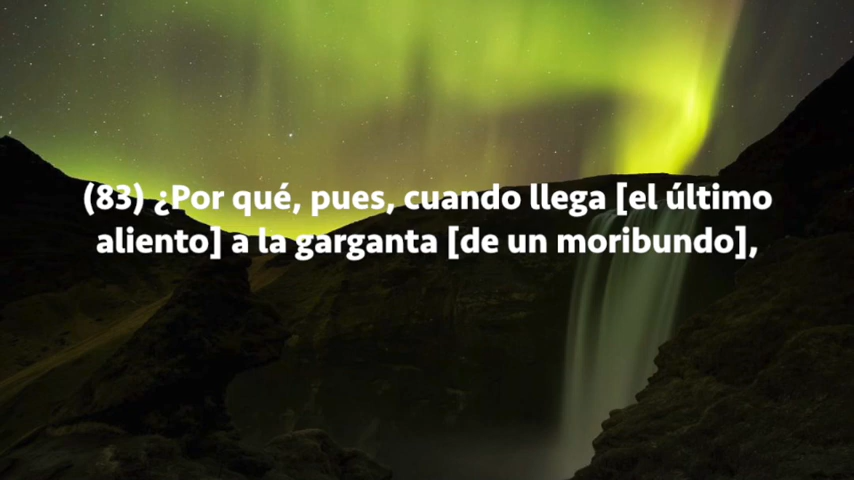 (83) ¿Por qué, pues, cuando llega [el último
aliento] a la garganta [de un moribundo],